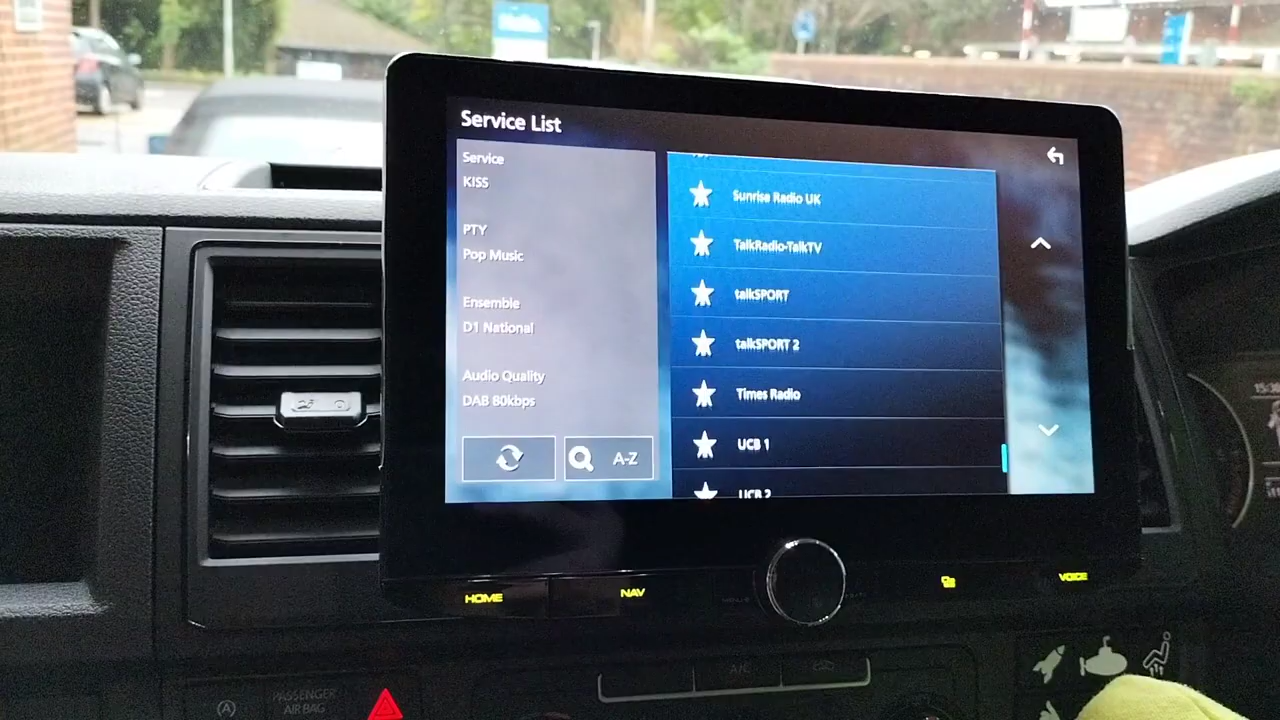 Service List
Service
KISS
PTY
Pop Music
Ensemble
D1 National
Audio Quality
DAB 80kbps
A-Z
Sunrise Radio UK
TalkRadio-TalkTV
talkSPORT
talkSPORT 2
Times Radio
UCB 1
UCB 2
HOME
NAV
VOICE
A/C
PASSENGER
AIR BAG